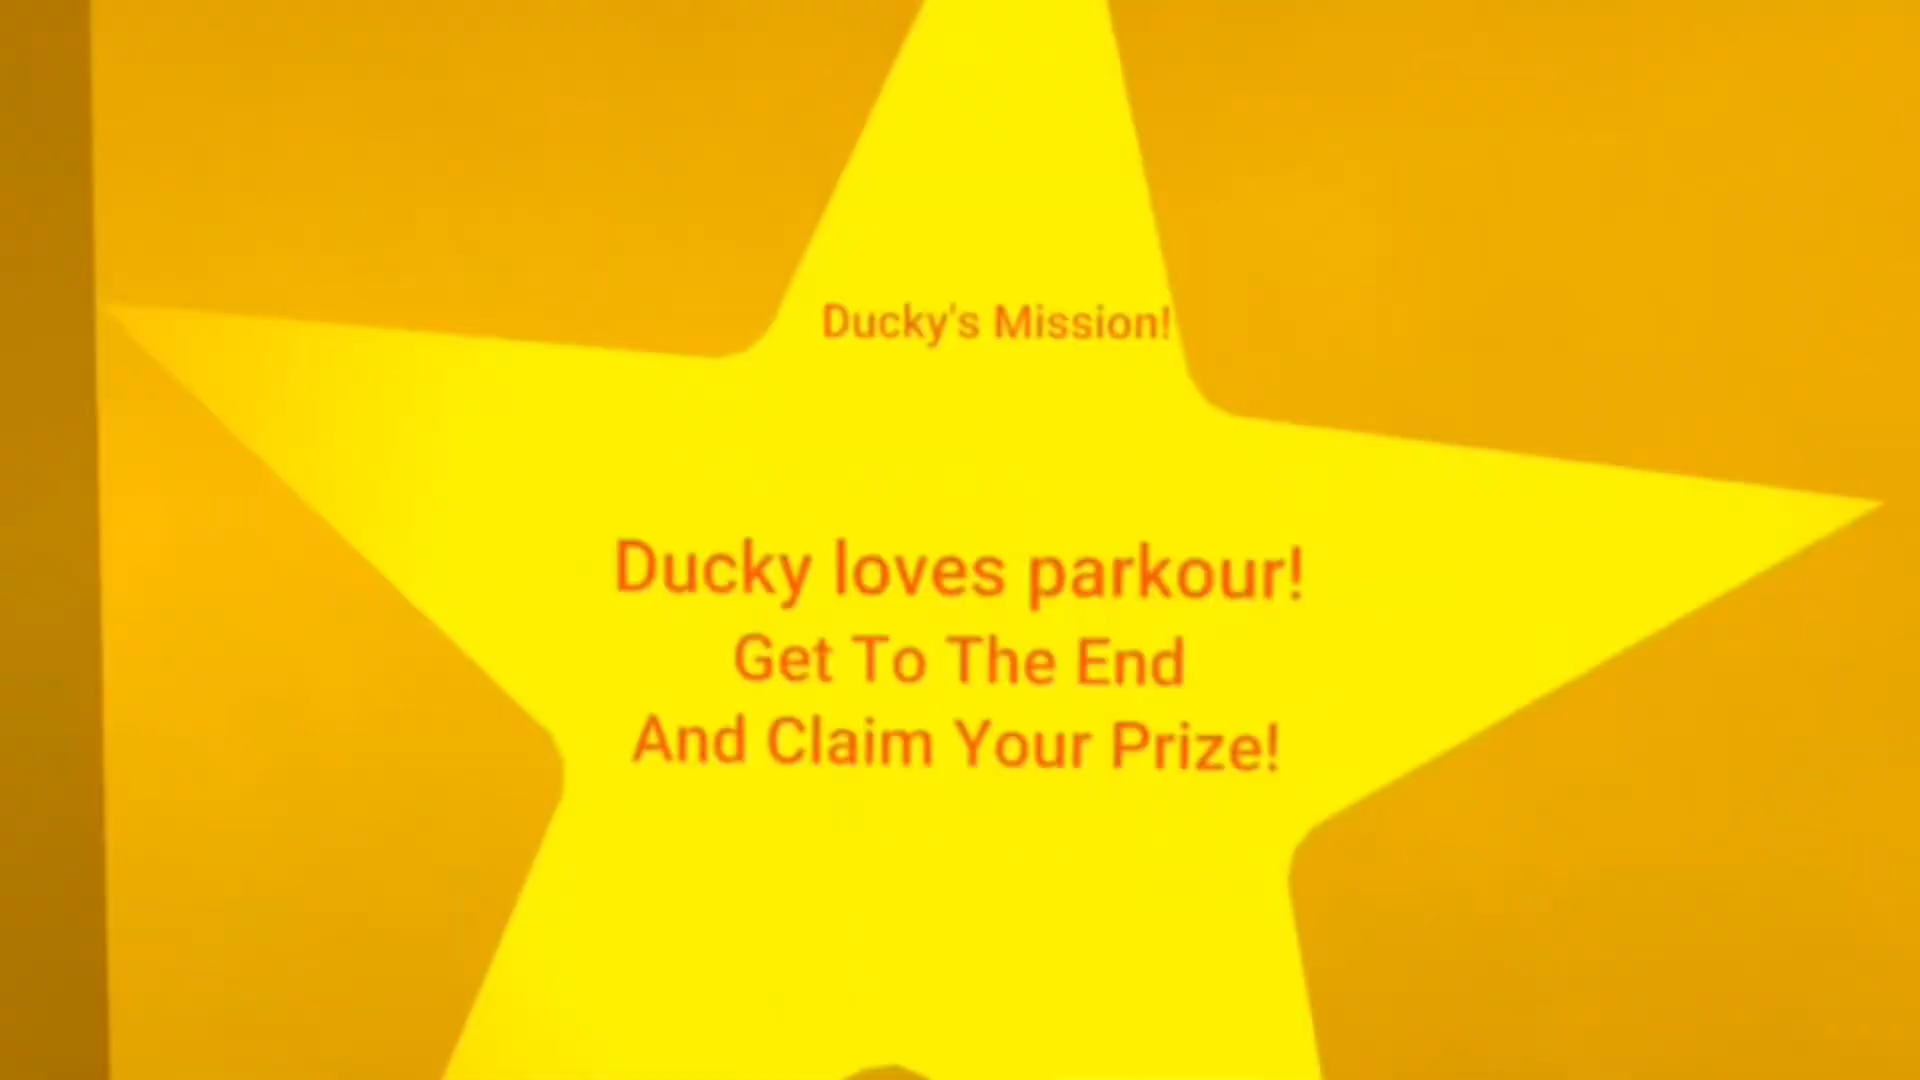 Ducky's Mission!
Ducky loves parkour!
Get To The End
And Claim Your Prize!